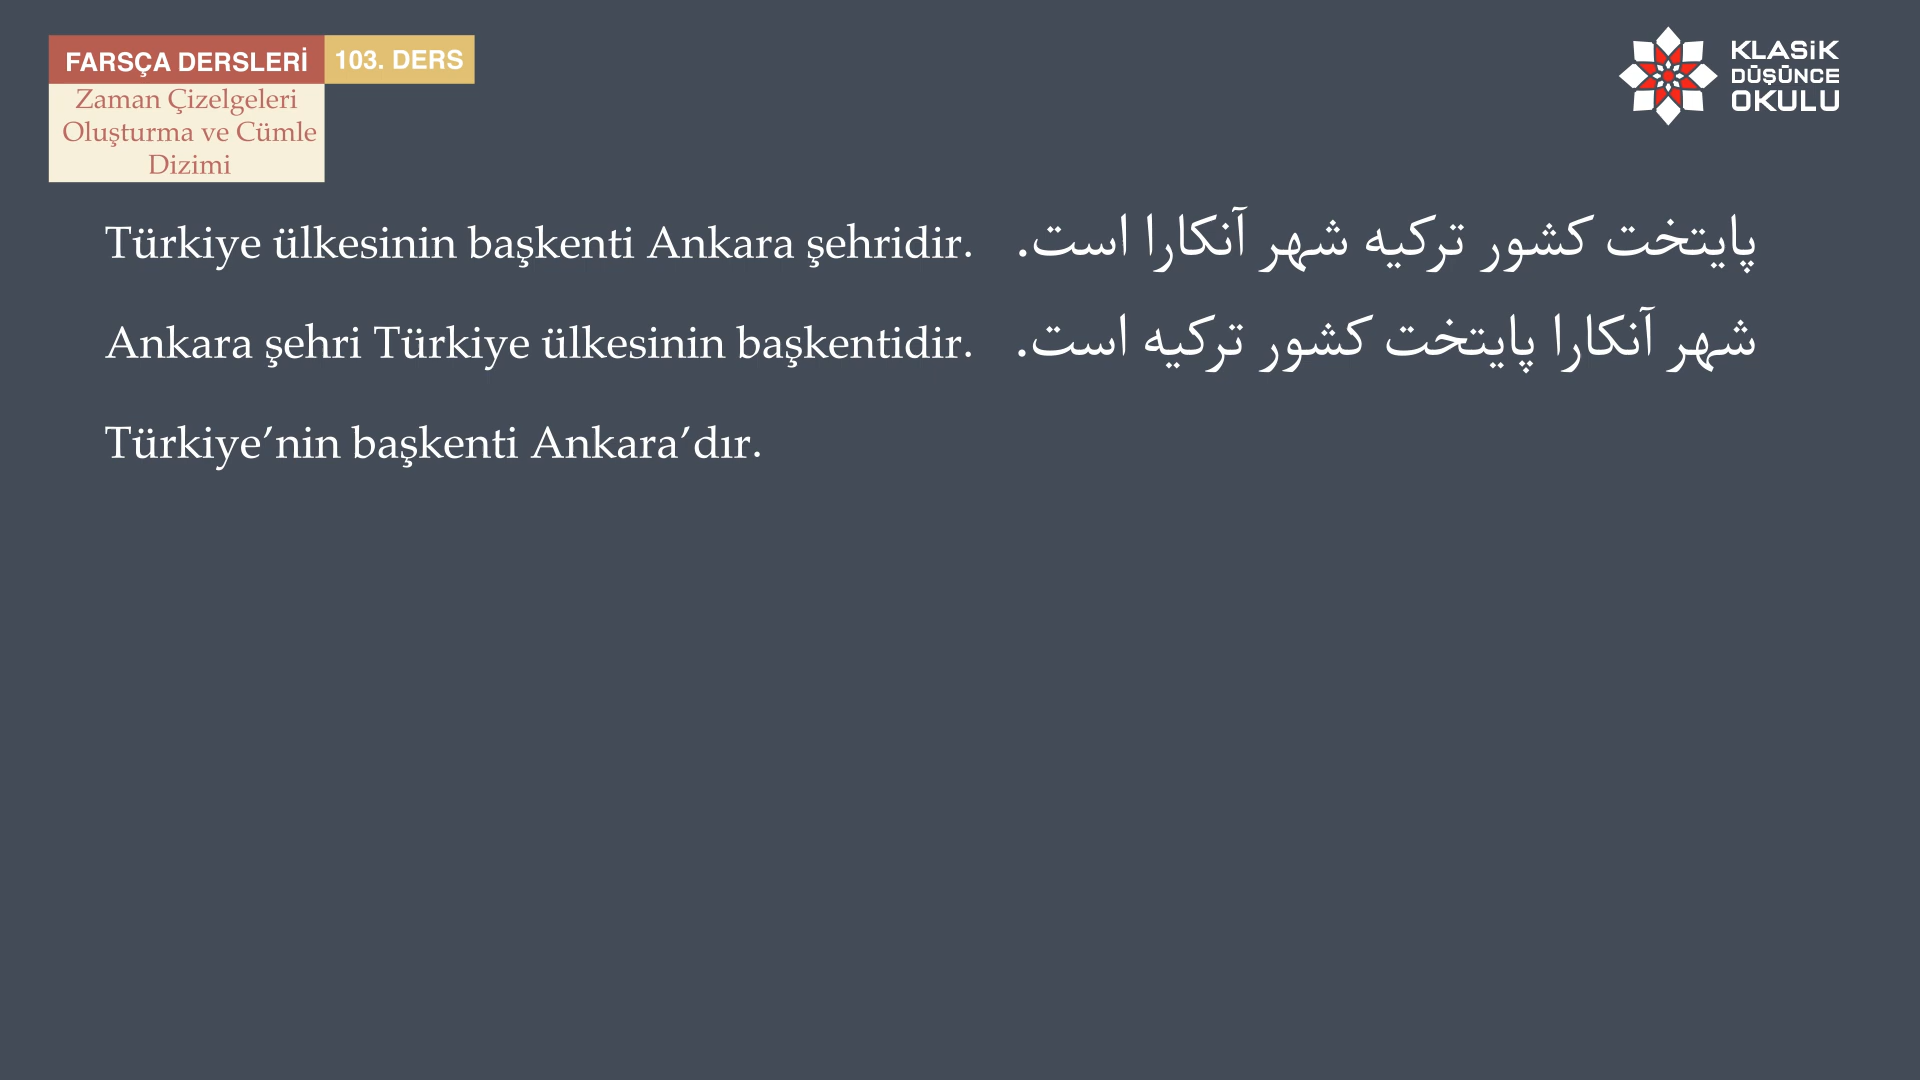 FARSÇA DERSLERİ 103. DERS
Zaman Çizelgeleri
Oluşturma ve Cümle
Dizimi
KLASiK
DÜŞÜNCE
OKULU
Türkiye ülkesinin başkenti Ankara şehridir. پایتخت کشور ترکیه شهر آنکارا است.
Ankara şehri Türkiye ülkesinin başkentidir. شهر آنکارا پایتخت کشور ترکیه است.
Türkiye’nin başkenti Ankara’dır.